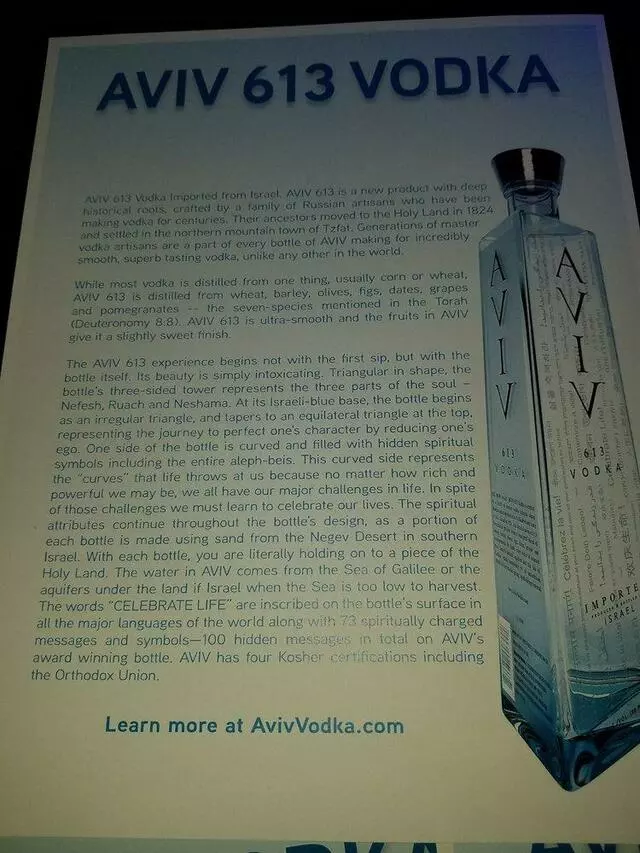 AVIV 613 VODKA
AVIV 613 Vodka Imported from Israel. AVIV 613 is a new product with deep
historical roots, crafted by a family of Russian artisans who have been
making vodka for centuries. Their ancestors moved to the Holy Land in 1824
and settled in the northern mountain town of Tzfat. Generations of master
vodka artisans are a part of every bottle of AVIV making for incredibly
smooth, superb tasting vodka, unlike any other in the world.
While most vodka is distilled from one thing, usually corn or wheat,
AVIV 613 is distilled from wheat, barley, olives, figs, dates, grapes
and pomegranates -- the seven-species mentioned in the Torah
(Deuteronomy 8:8). AVIV 613 is ultra-smooth and the fruits in AVIV
give it a slightly sweet finish.
The AVIV 613 experience begins not with the first sip, but with the
bottle itself. Its beauty is simply intoxicating. Triangular in shape, the
bottle's three-sided tower represents the three parts of the soul –
Nefesh, Ruach and Neshama. At its Israeli-blue base, the bottle begins
as an irregular triangle, and tapers to an equilateral triangle at the top,
representing the journey to perfect one's character by reducing one's
ego. One side of the bottle is curved and filled with hidden spiritual
symbols including the entire aleph-beis. This curved side represents
the "curves" that life throws at us because no matter how rich and
powerful we may be, we all have our major challenges in life. In spite
of those challenges we must learn to celebrate our lives. The spiritual
attributes continue throughout the bottle's design, as a portion of
each bottle is made using sand from the Negev Desert in southern
Israel. With each bottle, you are literally holding on to a piece of the
Holy Land. The water in AVIV comes from the Sea of Galilee or the
aquifers under the land if Israel when the Sea is too low to harvest.
The words "CELEBRATE LIFE" are inscribed on the bottle's surface in
all the major languages of the world along with 73 spiritually charged
messages and symbols—100 hidden messages in total on AVIV's
award winning bottle. AVIV has four Kosher certifications including
the Orthodox Union.
Learn more at AvivVodka.com
AVIV
613
VODKA
AVIV
613
VODKA
Célébrez la vie!
IMPORTE
ISRAEL